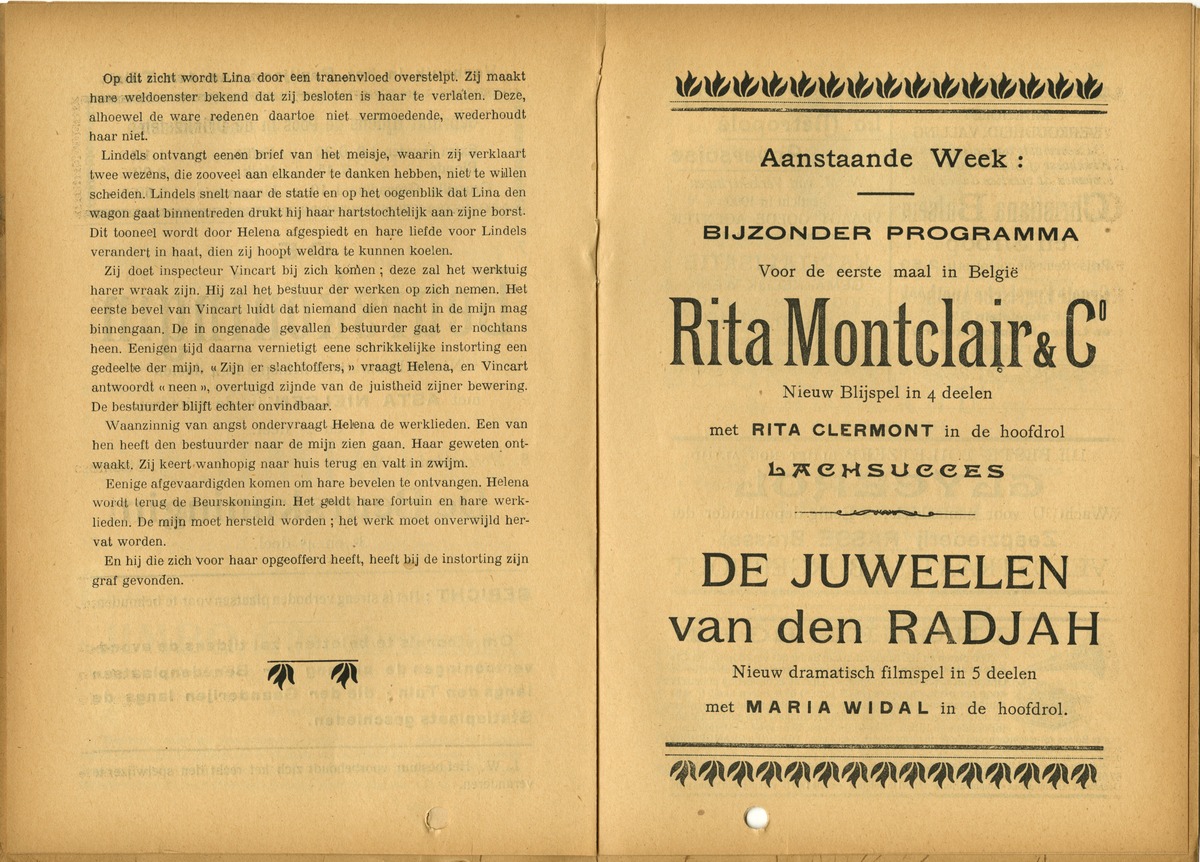 Op dit zicht wordt Lina door een tranenvloed overstelpt. Zij maakt
hare weldoenster bekend dat zij besloten is haar te verlaten. Deze,
alhoewel de ware redenen daartoe niet vermoedende, wederhoudt
haar niet.
Lindels ontvangt eenen brief van het meisje, waarin zij verklaart
twee wezens, die zooveel aan elkander te danken hebben, niet te willen
scheiden. Lindels snelt naar de statie en op het oogenblik dat Lina den
wagon gaat binnentreden drukt hij haar hartstochtelijk aan zijne borst.
Dit tooneel wordt door Helena afgespiedt en hare liefde voor Lindels
verandert in haat, dien zij hoopt weldra te kunnen koelen.
Zij doet inspecteur Vincart bij zich komen ; deze zal het werktuig
harer wraak zijn. Hij zal het bestuur der werken op zich nemen. Het
eerste bevel van Vincart luidt dat niemand dien nacht in de mijn mag
binnengaan. De in ongenade gevallen bestuurder gaat er nochtans
heen. Eenigen tijd daarna vernietigt eene schrikkelijke instorting een
gedeelte der mijn. « Zijn er slachtoffers, » vraagt Helena, en Vincart
antwoordt « neen », overtuigd zijnde van de juistheid zijner bewering.
De bestuurder blijft echter onvindbaar.
Waanzinnig van angst ondervraagt Helena de werklieden. Een van
hen heeft den bestuurder naar de mijn zien gaan. Haar geweten ont-
waakt. Zij keert wanhopig naar huis terug en valt in zwijm.
Eenige afgevaardigden komen om hare bevelen te ontvangen. Helena
wordt terug de Beurskoningin. Het geldt hare fortuin en hare werk-
lieden. De mijn moet hersteld worden ; het werk moet onverwijld her-
vat worden.
En hij die zich voor haar opgeofferd heeft, heeft bij de instorting zijn
graf gevonden.
Aanstaande Week :
BIJZONDER PROGRAMMA
Voor de eerste maal in België
Rita Montclair & Co
Nieuw Blijspel in 4 deelen
met RITA CLERMONT in de hoofdrol
LACHSUCCES
DE JUWEELEN
van den RADJAH
Nieuw dramatisch filmspel in 5 deelen
met MARIA WIDAL in de hoofdrol.